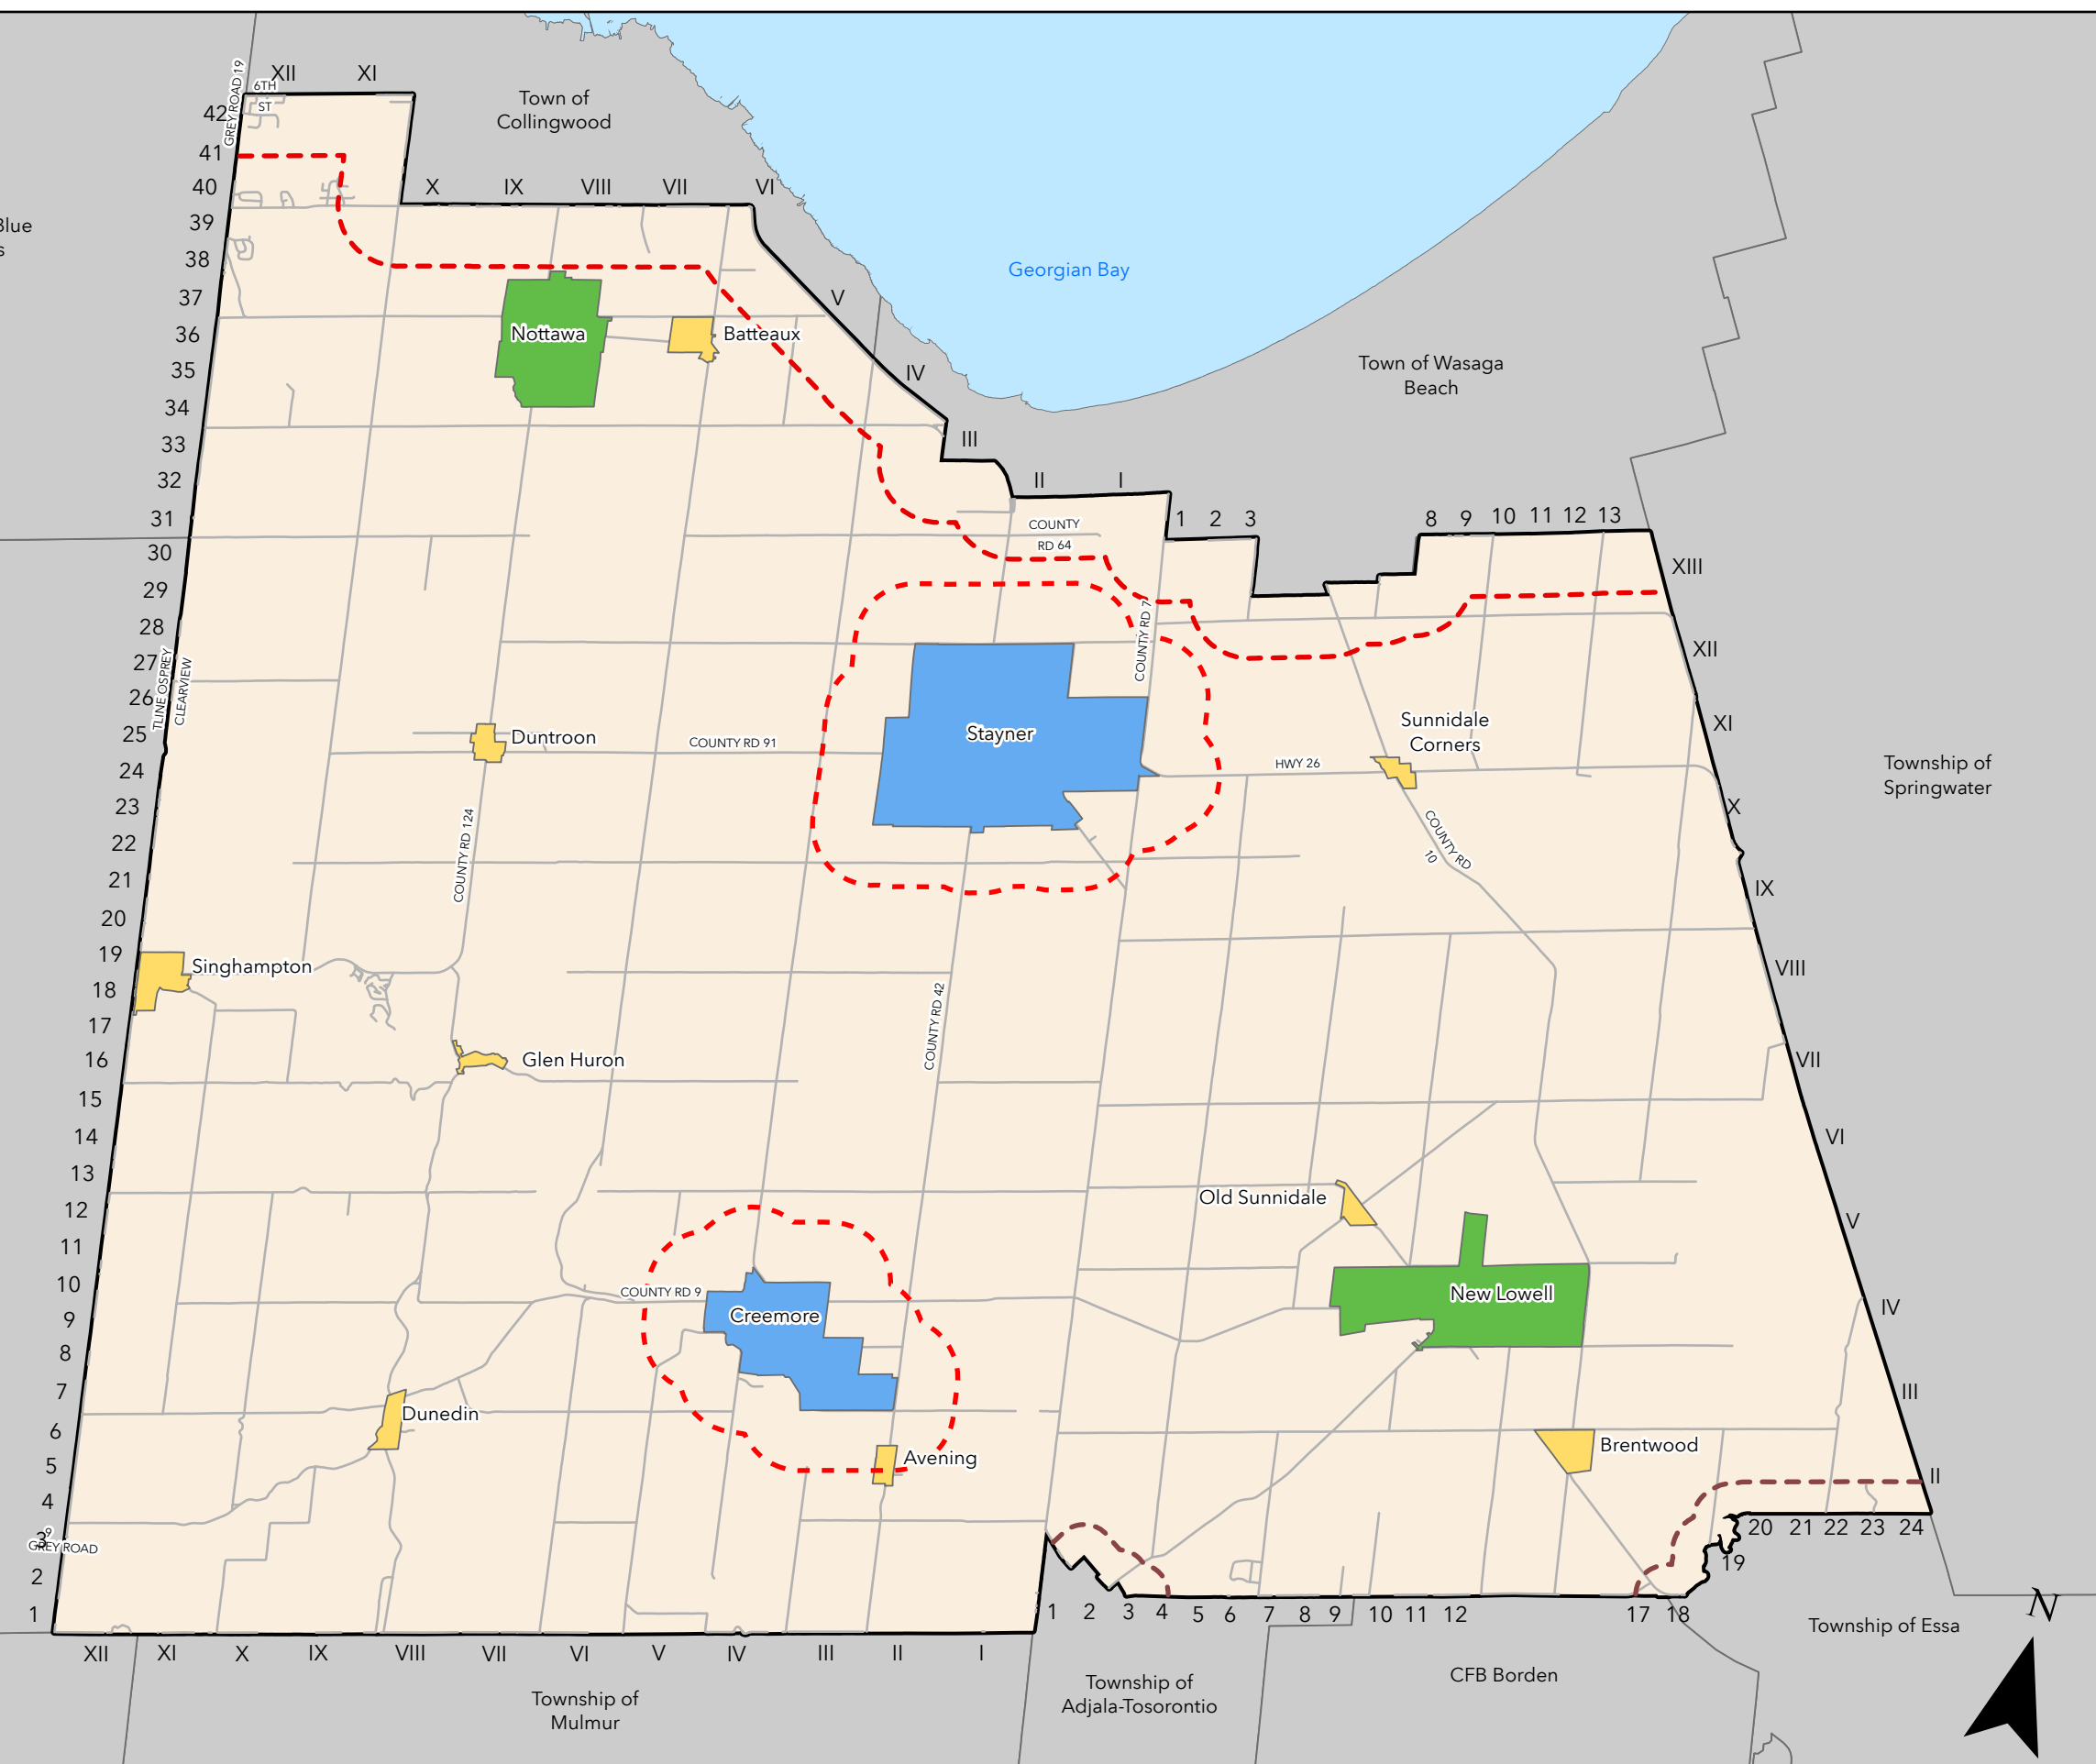 XII
XI
6TH
ST
GREY ROAD 19
Town of
Collingwood
42
41
40
39
38
37
36
35
34
33
32
31
30
29
28
27
26
25
24
23
22
21
20
19
18
17
16
15
14
13
12
11
10
9
8
7
6
5
4
3
2
1
X
IX
VIII
VII
VI
V
IV
III
II
I
Blue
s
Georgian Bay
Town of Wasaga
Beach
Nottawa
Batteaux
COUNTY
RD 64
1
2
3
8
9
10
11
12
13
XIII
XII
XI
X
IX
VIII
VII
VI
V
IV
III
II
COUNTY RD 7
TLINE OSPREY
CLEARVIEW
Duntroon
COUNTY RD 91
Stayner
HWY 26
Sunnidale
Corners
Township of
Springwater
COUNTY RD 124
COUNTY RD
10
Singhampton
COUNTY RD 42
Glen Huron
Old Sunnidale
COUNTY RD 9
Creemore
New Lowell
Dunedin
Avening
Brentwood
9
GREY ROAD
20
21
22
23
24
19
1
2
3
4
5
6
7
8
9
10
11
12
17
18
XII
XI
X
IX
VIII
VII
VI
V
IV
III
II
I
Township of
Mulmur
Township of
Adjala-Tosorontio
CFB Borden
Township of Essa
N